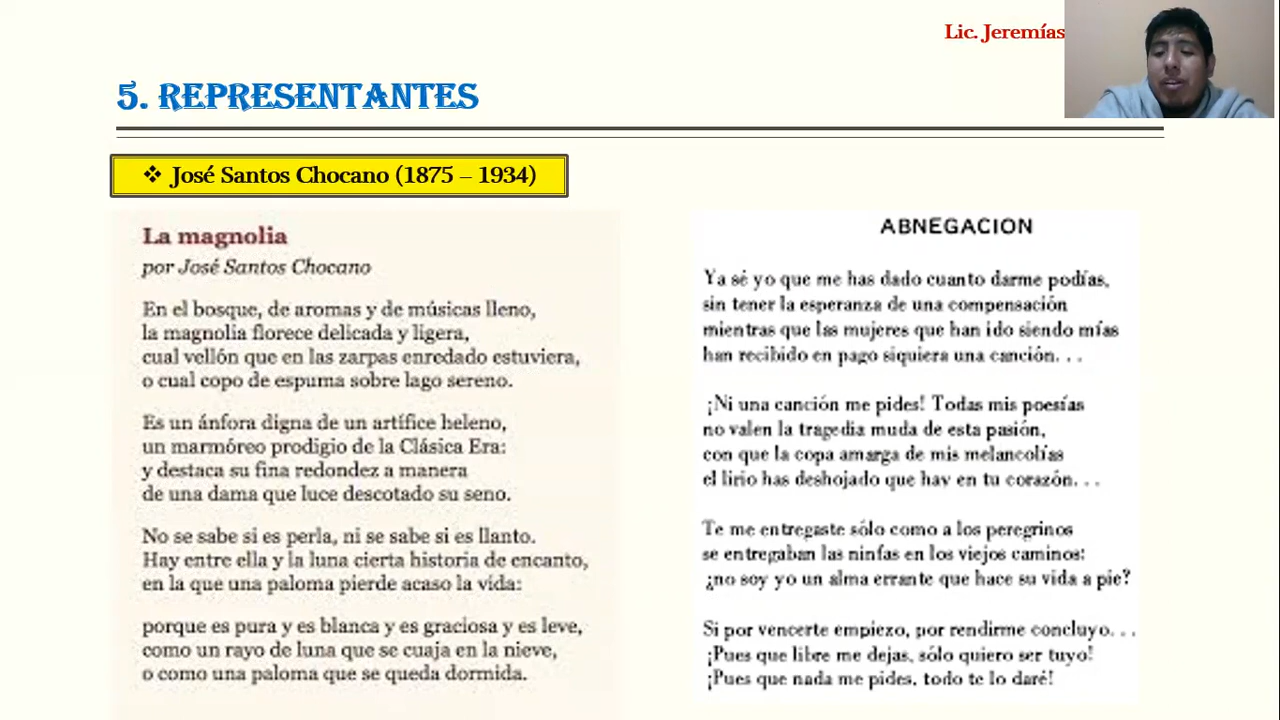 Lic. Jeremías
5. REPRESENTANTES
❖ José Santos Chocano (1875 – 1934)
La magnolia
por José Santos Chocano
En el bosque, de aromas y de músicas lleno,
la magnolia florece delicada y ligera,
cual vellón que en las zarpas enredado estuviera,
o cual copo de espuma sobre lago sereno.
Es un ánfora digna de un artífice heleno,
un marmóreo prodigio de la Clásica Era:
y destaca su fina redondez a manera
de una dama que luce descotado su seno.
No se sabe si es perla, ni se sabe si es llanto.
Hay entre ella y la luna cierta historia de encanto,
en la que una paloma pierde acaso la vida:
porque es pura y es blanca y es graciosa y es leve,
como un rayo de luna que se cuaja en la nieve,
o como una paloma que se queda dormida.
ABNEGACION
Ya sé yo que me has dado cuanto darme podías,
sin tener la esperanza de una compensación
mientras que las mujeres que han ido siendo mías
han recibido en pago siquiera una canción. . .
¡Ni una canción me pides! Todas mis poesías
no valen la tragedia muda de esta pasión,
con que la copa amarga de mis melancolías
el lirio has deshojado que hay en tu corazón. . .
Te me entregaste sólo como a los peregrinos
se entregaban las ninfas en los viejos caminos:
¿no soy yo un alma errante que hace su vida a pie?
Si por vencerte empiezo, por rendirme concluyo. . .
¡Pues que libre me dejas, sólo quiero ser tuyo!
¡Pues que nada me pides, todo te lo daré!